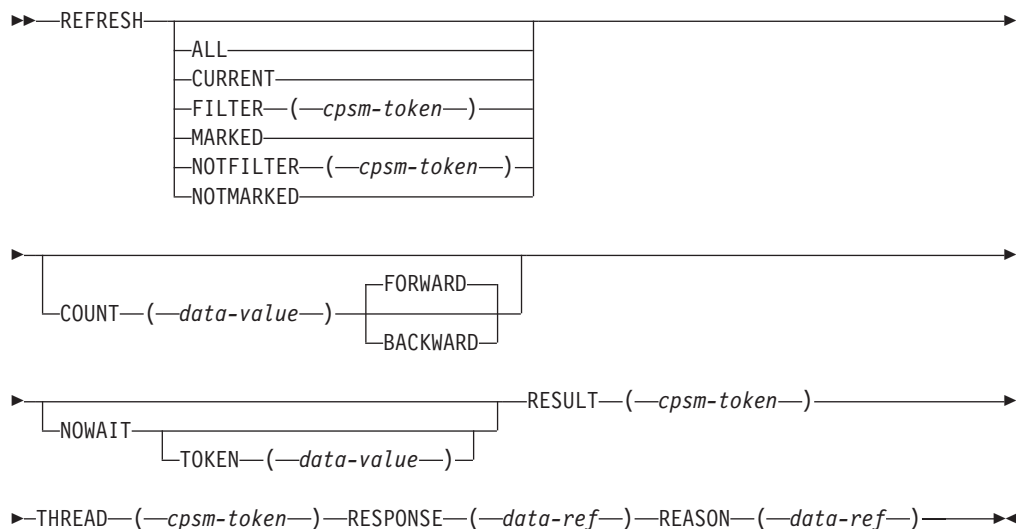 REFRESH
ALL
CURRENT
FILTER ( cpsm-token )
MARKED
NOTFILTER ( cpsm-token )
NOTMARKED
FORWARD
COUNT ( data-value )
BACKWARD
RESULT ( cpsm-token )
NOWAIT
TOKEN ( data-value )
THREAD ( cpsm-token ) RESPONSE ( data-ref ) REASON ( data-ref )